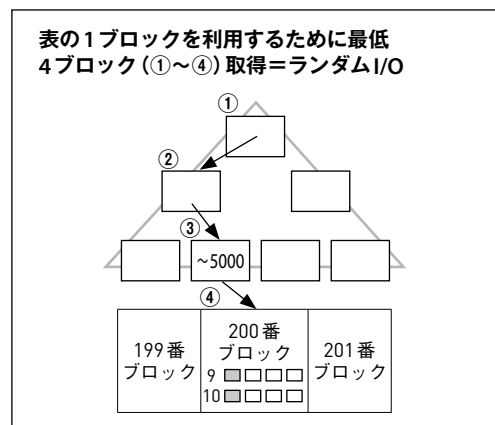 表の1ブロックを利用するために最低
4ブロック(①〜④)取得=ランダムI/O
①
②
③
~5000
④
199番
ブロック
200番
ブロック
9
10
201番
ブロック